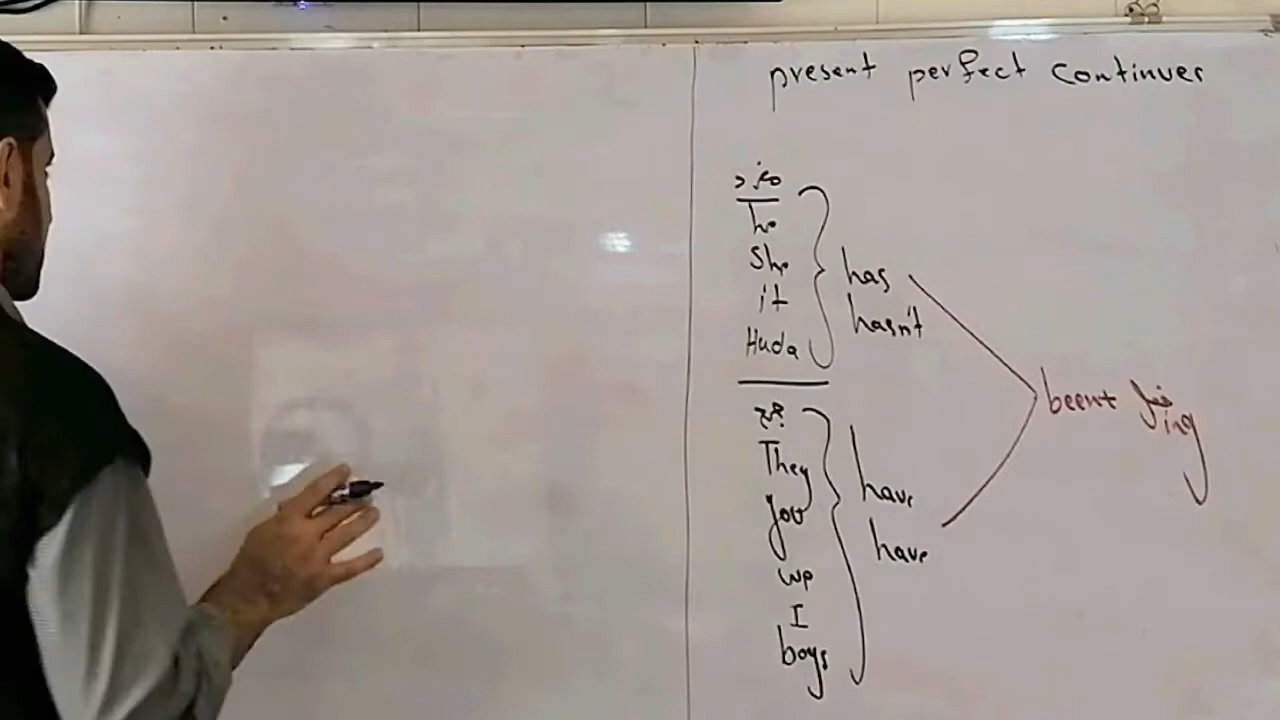 present perfect continues
مفرد
he
She
it
Huda
has
hasn't
جمع
They
you
we
I
boys
have
have
been+ فعل
ing